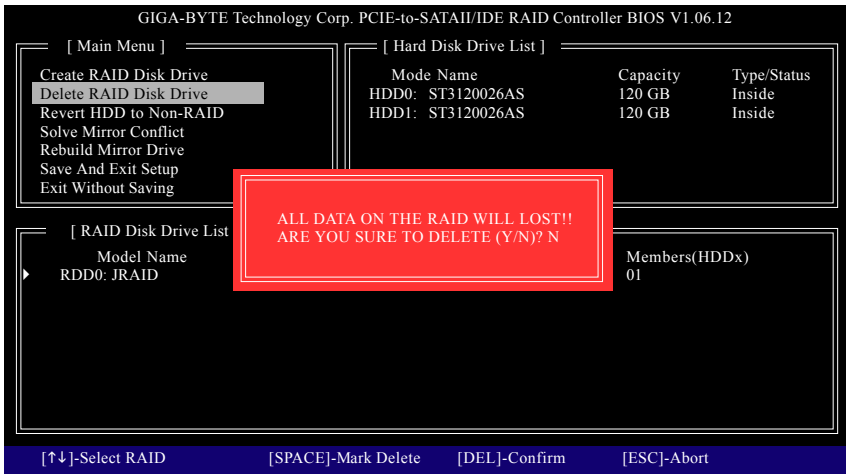 GIGA-BYTE Technology Corp. PCIE-to-SATAII/IDE RAID Controller BIOS V1.06.12
[ Main Menu ]
Create RAID Disk Drive
Delete RAID Disk Drive
Revert HDD to Non-RAID
Solve Mirror Conflict
Rebuild Mirror Drive
Save And Exit Setup
Exit Without Saving
[ Hard Disk Drive List ]
Mode Name Capacity Type/Status
HDD0: ST3120026AS 120 GB Inside
HDD1: ST3120026AS 120 GB Inside
ALL DATA ON THE RAID WILL LOST!!
ARE YOU SURE TO DELETE (Y/N)? N
[ RAID Disk Drive List
Model Name Members(HDDx)
RDD0: JRAID 01
[↑↓]-Select RAID [SPACE]-Mark Delete [DEL]-Confirm [ESC]-Abort